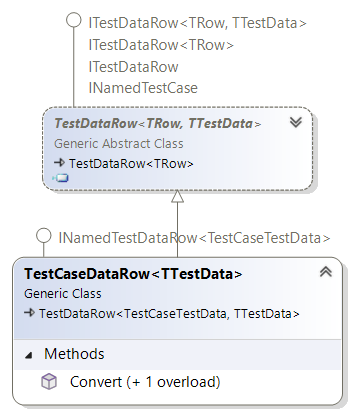 ITestDataRow<TRow, TTestData>
ITestDataRow<TRow>
ITestDataRow
INamedTestCase
TestDataRow<TRow, TTestData>
Generic Abstract Class
TestDataRow<TRow>
INamedTestDataRow<TestCaseTestData>
TestCaseDataRow<TTestData>
Generic Class
TestDataRow<TestCaseTestData, TTestData>
Methods
Convert (+ 1 overload)